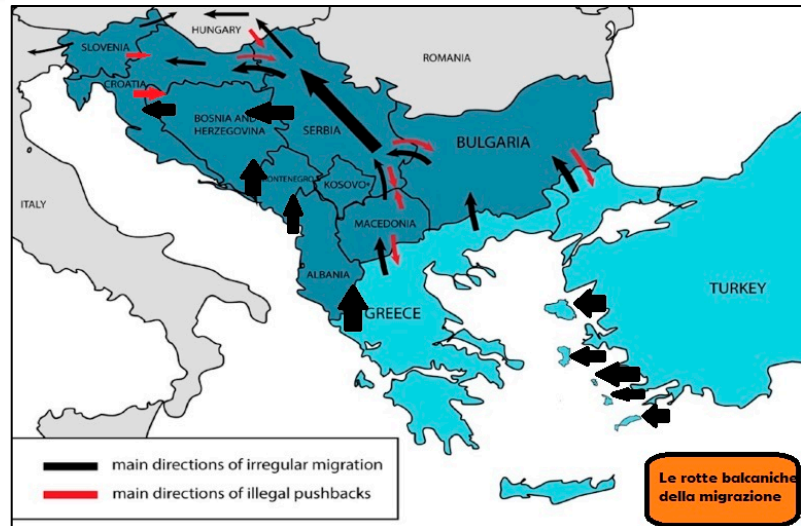 HUNGARY
SLOVENIA
ROMANIA
CROATIA
BOSNIA AND
HERZEGOVINA
SERBIA
BULGARIA
ITALY
MONTENEGRO
KOSOVO*
MACEDONIA
ALBANIA
GREECE
TURKEY
main directions of irregular migration
main directions of illegal pushbacks
Le rotte balcaniche
della migrazione